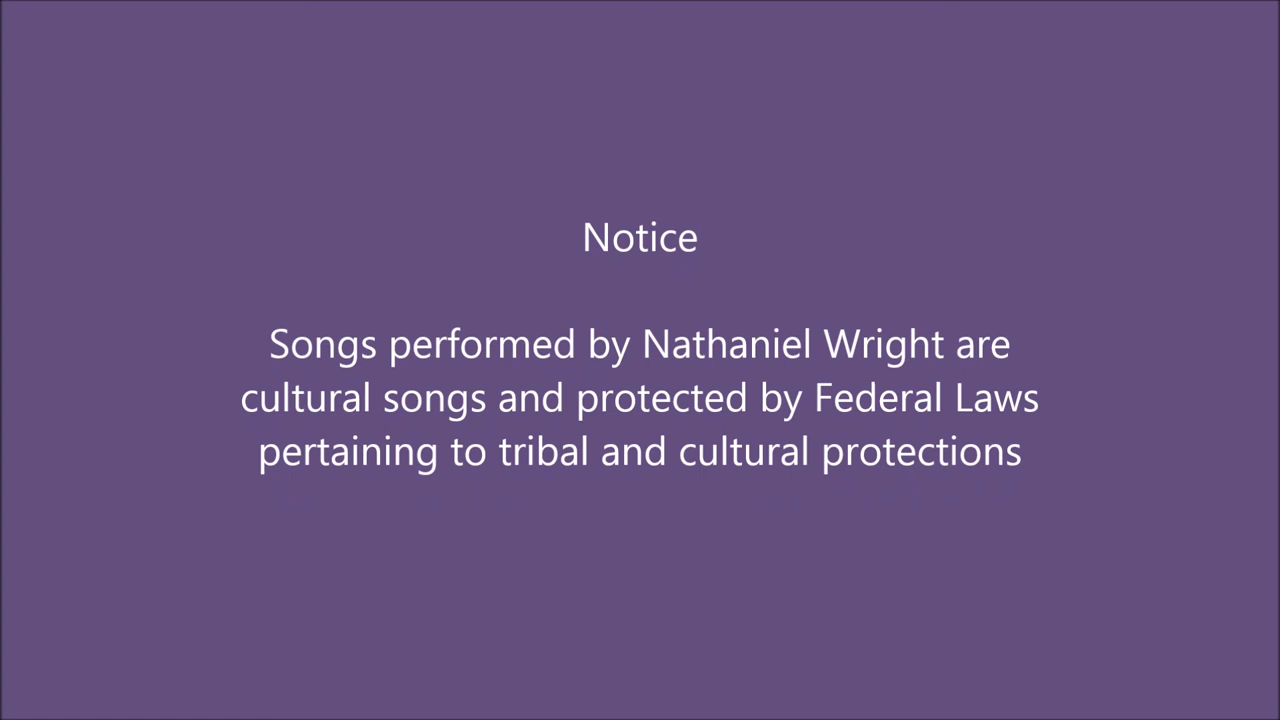 Notice
Songs performed by Nathaniel Wright are
cultural songs and protected by Federal Laws
pertaining to tribal and cultural protections